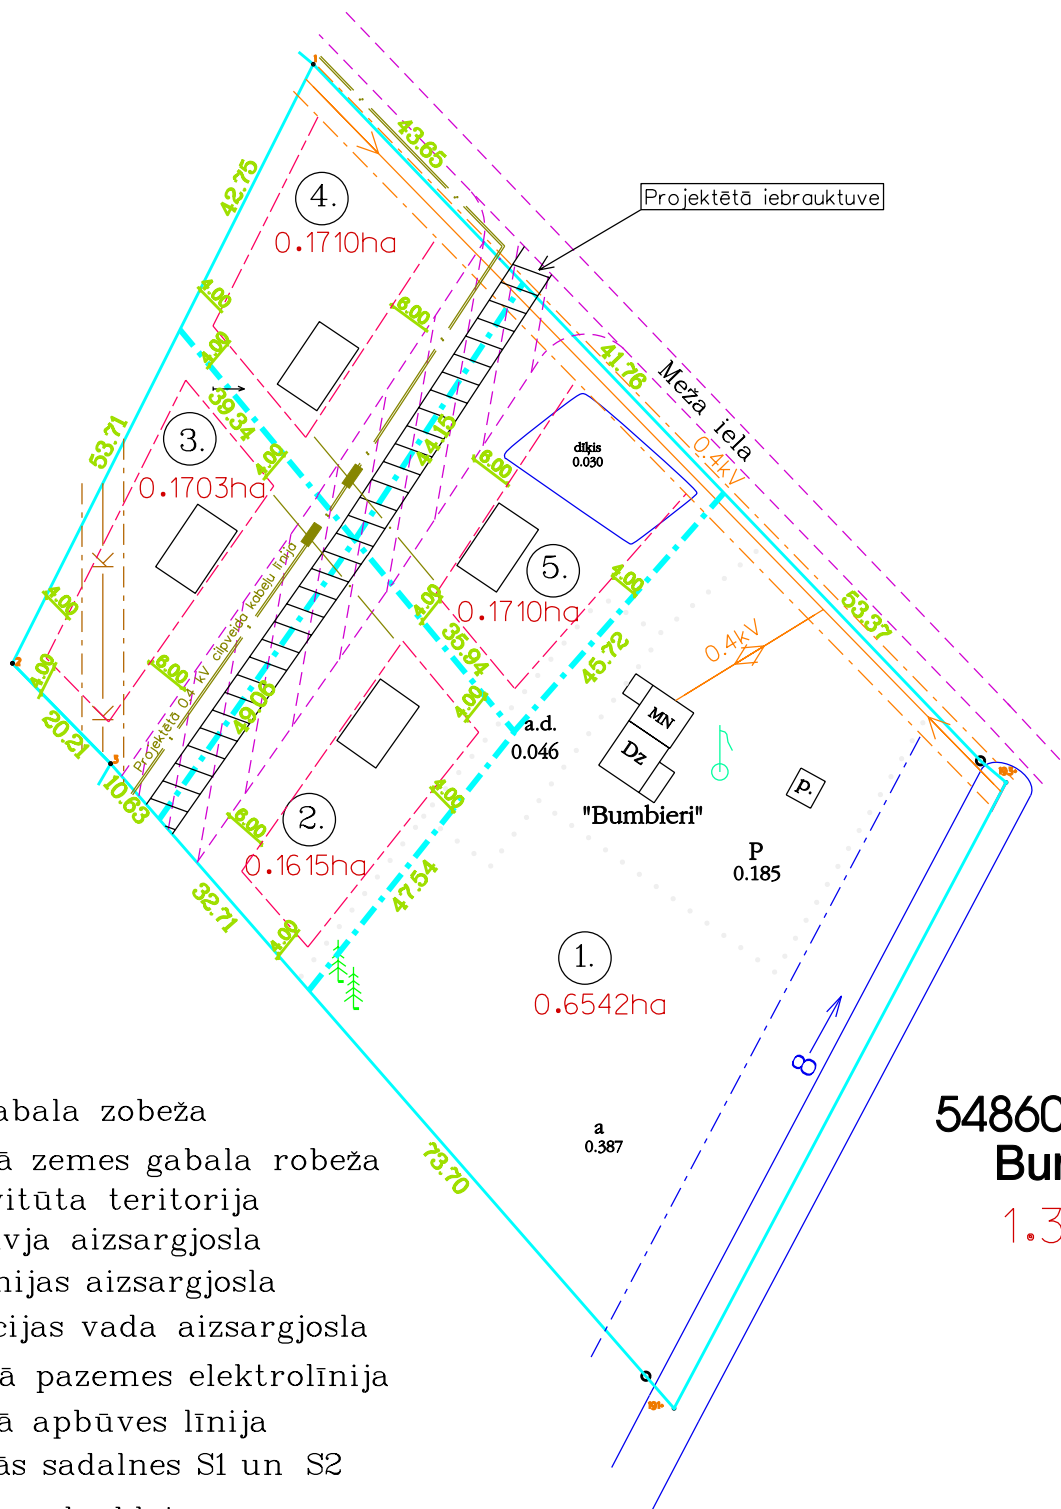 1
43.65
42.75
4.
0.1710ha
Projektētā iebrauktuve
4.00
4.00
6.00
41.76
Meža iela
39.34
3.
53.71
4.00
0.1703ha
44.15
6.00
dīķis
0.030
0.4kV
K
5.
0.1710ha
4.00
4.00
4.00
53.37
35.94
45.72
0.4kV
Projektētā 0.4 kV cilpveida kabeļu līnija
2
4.00
6.00
K
20.21
3
10.63
49.06
4.00
a.d.
0.046
MN
Dz
p.
"Bumbieri"
2.
6.00
4.00
0.1615ha
P
0.185
32.71
47.54
4.00
1.
0.6542ha
8
a
0.387
73.70
abala zobeža
ā zemes gabala robeža
vitūta teritorija
vja aizsargjosla
nijas aizsargjosla
cijas vada aizsargjosla
ā pazemes elektrolīnija
ā apbūves līnija
ās sadalnes S1 un S2
54860
Bur
1.3